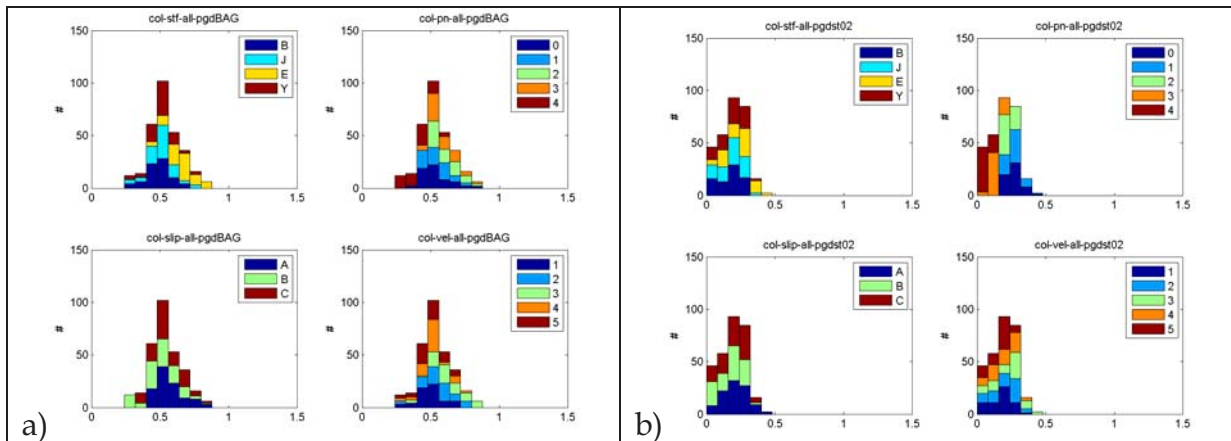 col-stf-all-pgdBAG
150
100
50
0
#
0 0.5 1 1.5
B
J
E
Y
col-pn-all-pgdBAG
150
100
50
0
#
0 0.5 1 1.5
0
1
2
3
4
col-slip-all-pgdBAG
150
100
50
0
#
0 0.5 1 1.5
A
B
C
col-vel-all-pgdBAG
150
100
50
0
#
0 0.5 1 1.5
1
2
3
4
5
a)
col-stf-all-pgdst02
150
100
50
0
#
0 0.5 1 1.5
B
J
E
Y
col-pn-all-pgdst02
150
100
50
0
#
0 0.5 1 1.5
0
1
2
3
4
col-slip-all-pgdst02
150
100
50
0
#
0 0.5 1 1.5
A
B
C
col-vel-all-pgdst02
150
100
50
0
#
0 0.5 1 1.5
1
2
3
4
5
b)